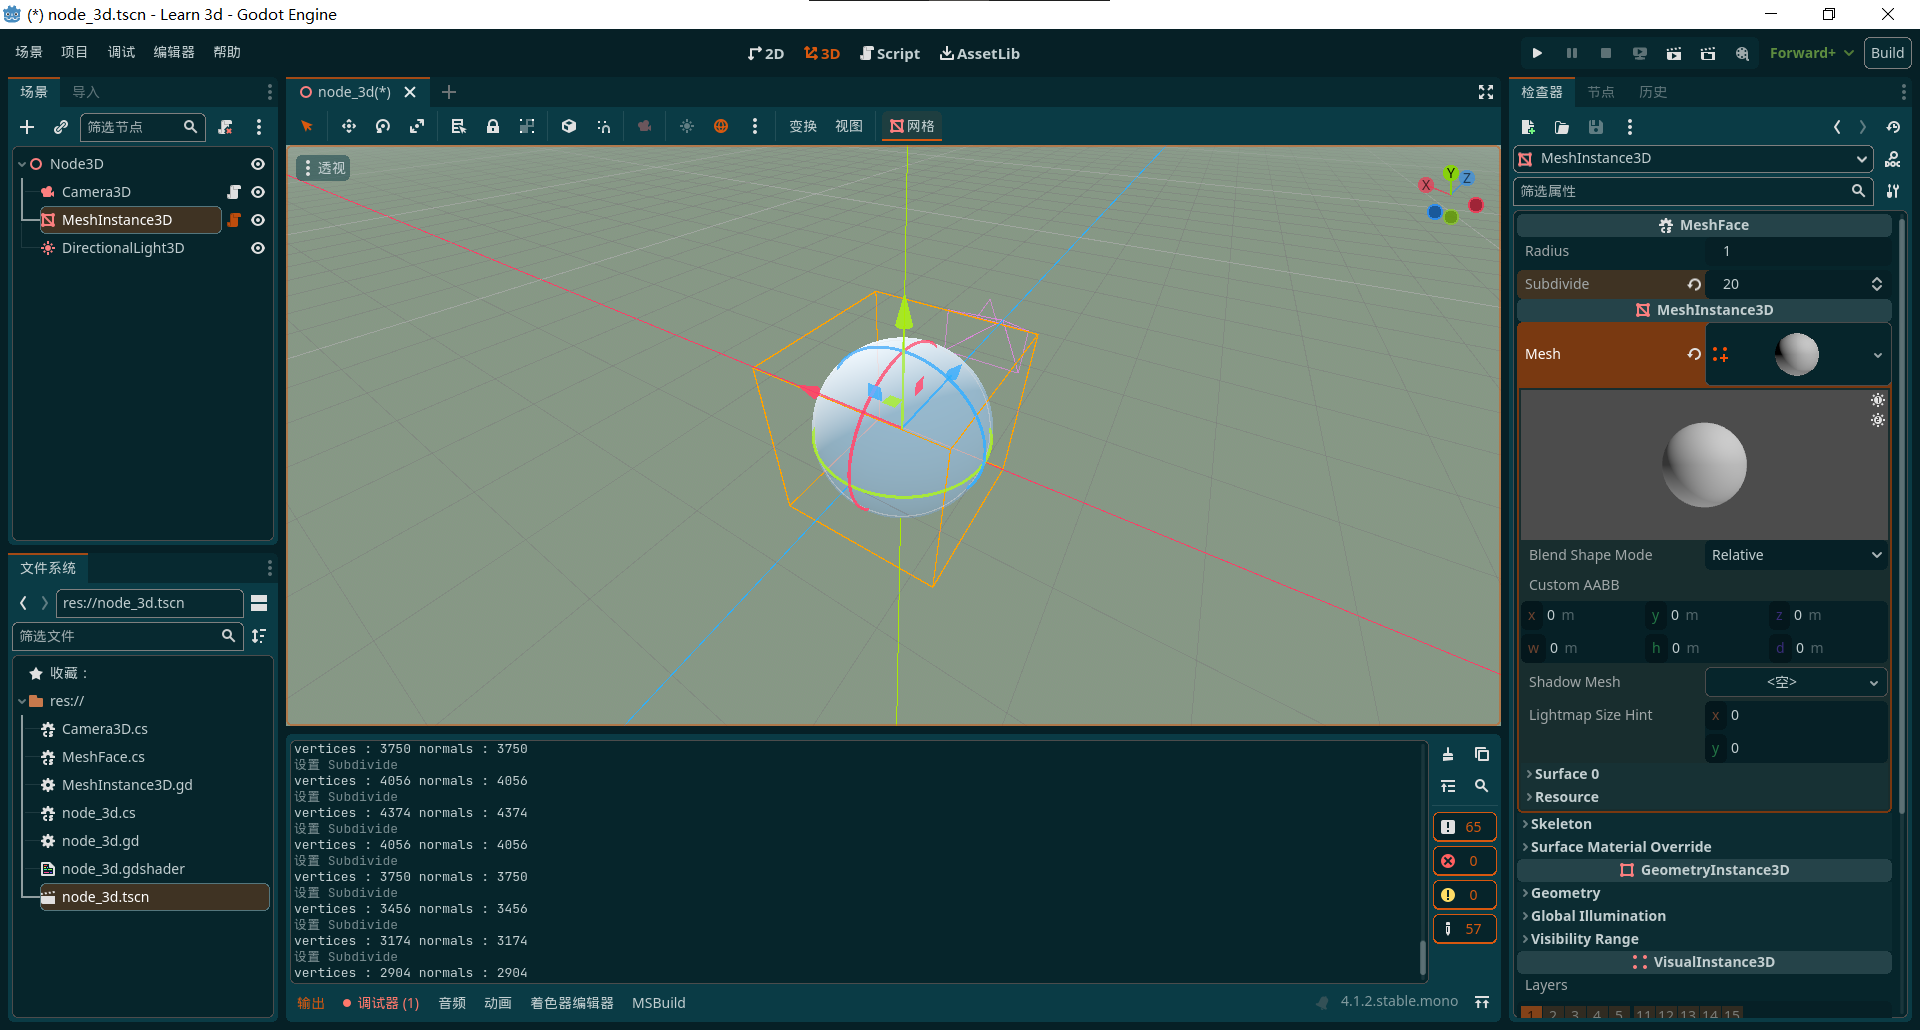 (*) node_3d.tscn - Learn 3d - Godot Engine
场景 项目 调试 编辑器 帮助
2D 3D Script AssetLib
Forward+ Build
场景 导入
筛选节点
Node3D
Camera3D
MeshInstance3D
DirectionalLight3D
文件系统
res://node_3d.tscn
筛选文件
收藏：
res://
Camera3D.cs
MeshFace.cs
MeshInstance3D.gd
node_3d.cs
node_3d.gd
node_3d.gdshader
node_3d.tscn
node_3d(*)
变换 视图 网格
透视
X Y Z
vertices : 3750 normals : 3750
设置 Subdivide
vertices : 4056 normals : 4056
设置 Subdivide
vertices : 4374 normals : 4374
设置 Subdivide
vertices : 4056 normals : 4056
设置 Subdivide
vertices : 3750 normals : 3750
设置 Subdivide
vertices : 3456 normals : 3456
设置 Subdivide
vertices : 3174 normals : 3174
设置 Subdivide
vertices : 2904 normals : 2904
65
0
0
57
输出 调试器 (1) 音频 动画 着色器编辑器 MSBuild
4.1.2.stable.mono
检查器 节点 历史
MeshInstance3D
筛选属性
MeshFace
Radius 1
Subdivide 20
MeshInstance3D
Mesh
Blend Shape Mode Relative
Custom AABB
x 0 m y 0 m z 0 m
w 0 m h 0 m d 0 m
Shadow Mesh <空>
Lightmap Size Hint x 0
y 0
Surface 0
Resource
Skeleton
Surface Material Override
GeometryInstance3D
Geometry
Global Illumination
Visibility Range
VisualInstance3D
Layers
1 2 3 4 5 11 12 13 14 15